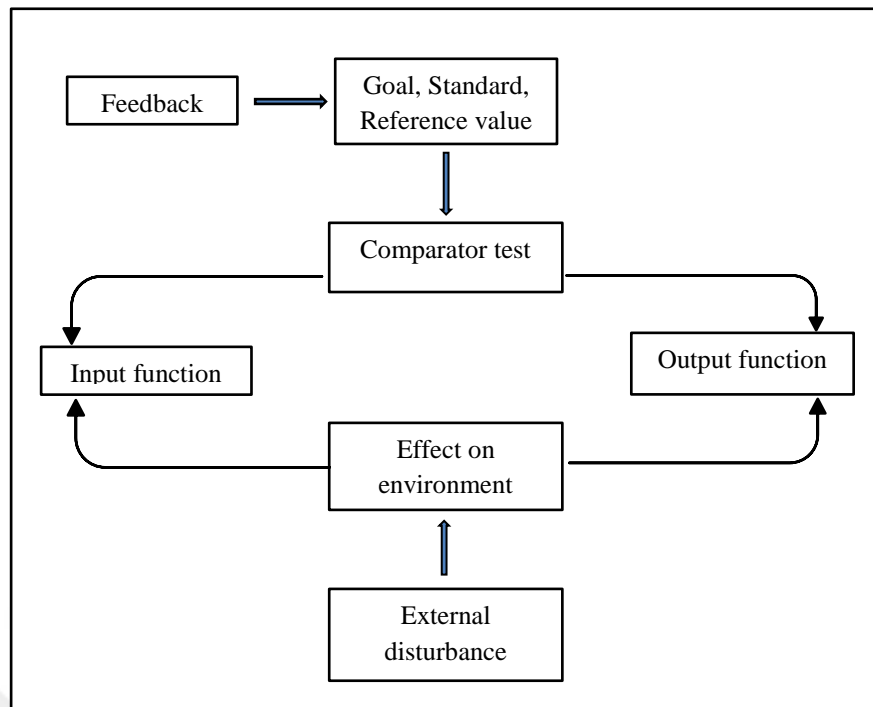 Feedback
Goal, Standard,
Reference value
Comparator test
Input function
Output function
Effect on
environment
External
disturbance